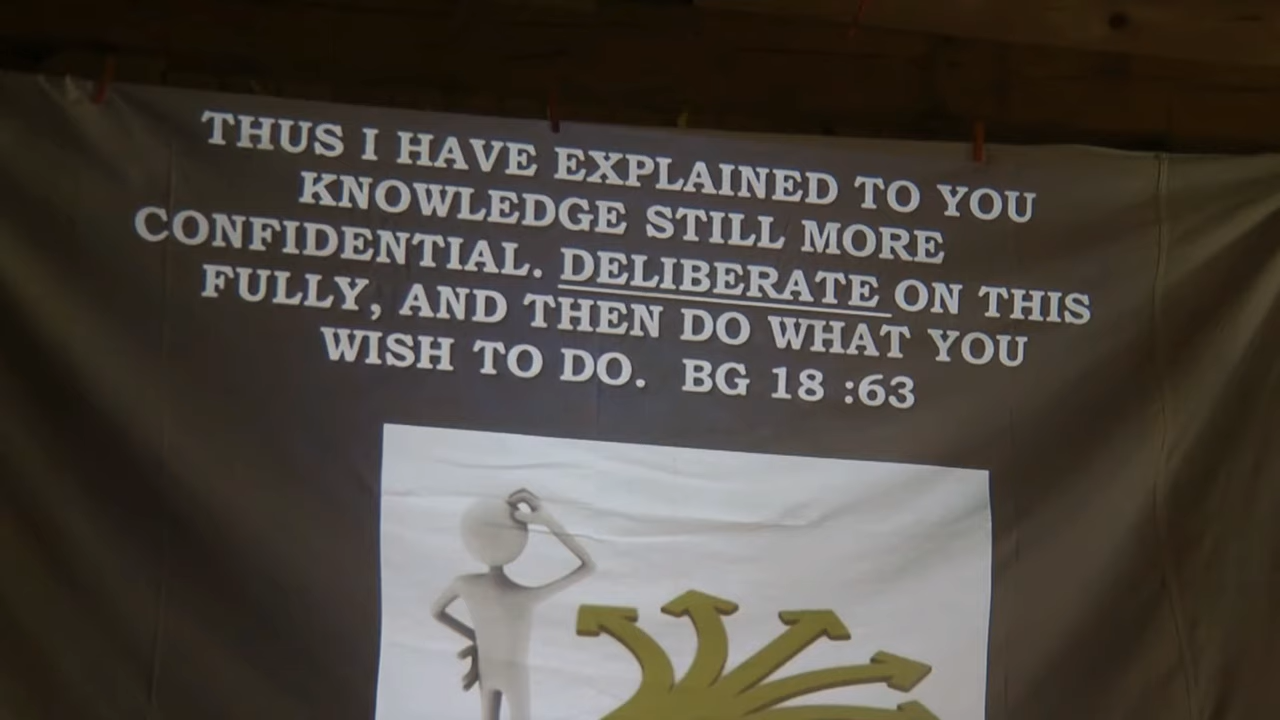 THUS I HAVE EXPLAINED TO YOU
KNOWLEDGE STILL MORE
CONFIDENTIAL. DELIBERATE ON THIS
FULLY, AND THEN DO WHAT YOU
WISH TO DO. BG 18 :63